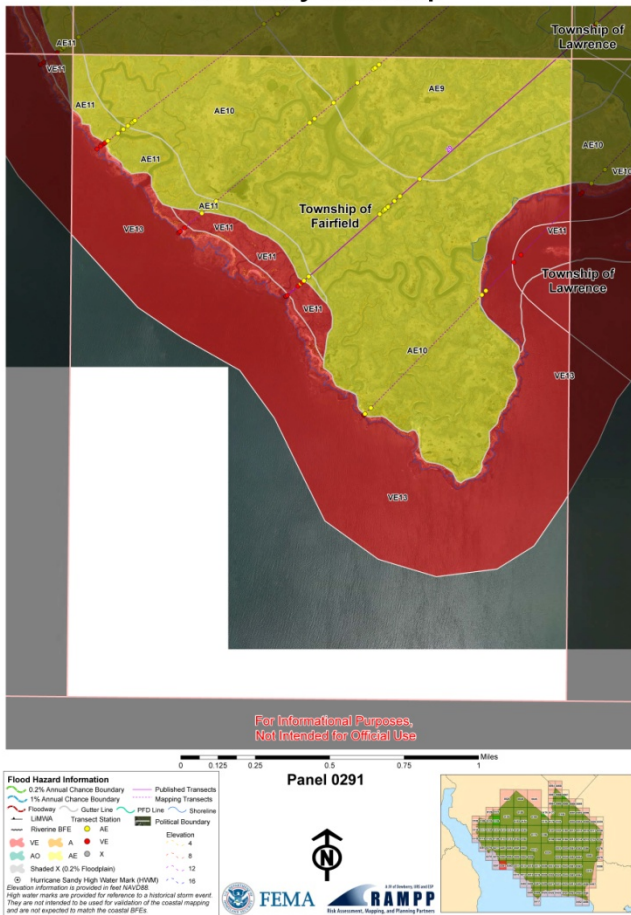 Township of
Lawrence
AE11
VE11
AE11
AE10
AE9
AE10
VE10
AE11
AE11
Township of
Fairfield
VE13
VE11
VE11
VE11
VE11
Township of
Lawrence
AE10
VE13
VE13
For Informational Purposes,
Not Intended for Official Use
0 0.125 0.25 0.5 0.75 1 Miles
Panel 0291
Flood Hazard Information
0.2% Annual Chance Boundary
1% Annual Chance Boundary
Floodway Gutter Line PFD Line Shoreline
Published Transects
Mapping Transects
LiMWA Transect Station Political Boundary
Riverine BFE AE
VE A VE
AO AE X
Shaded X (0.2% Floodplain)
Hurricane Sandy High Water Mark (HWM)
Elevation
4
8
12
16
Elevation information is provided in feet NAVD88.
High water marks are provided for reference to a historical storm event.
They are not intended to be used for validation of the coastal mapping
and are not expected to match the coastal BFEs.
N
FEMA
RAMPP
Risk Assessment, Mapping, and Planning Partners